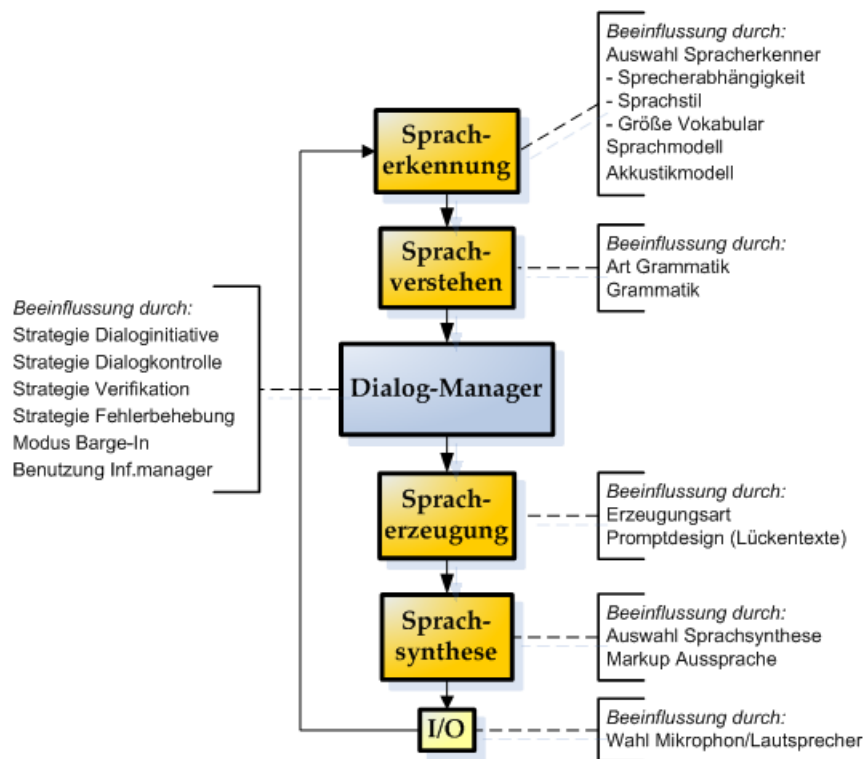 Beeinflussung durch:
Auswahl Spracherkenner
- Sprecherabhängigkeit
- Sprachstil
- Größe Vokabular
Sprachmodell
Akkustikmodell
Sprach-
erkennung
Sprach-
verstehen
Beeinflussung durch:
Art Grammatik
Grammatik
Beeinflussung durch:
Strategie Dialoginitiative
Strategie Dialogkontrolle
Strategie Verifikation
Strategie Fehlerbehebung
Modus Barge-In
Benutzung Inf.manager
Dialog-Manager
Sprach-
erzeugung
Beeinflussung durch:
Erzeugungsart
Promptdesign (Lückentexte)
Sprach-
synthese
Beeinflussung durch:
Auswahl Sprachsynthese
Markup Aussprache
I/O
Beeinflussung durch:
Wahl Mikrophon/Lautsprecher